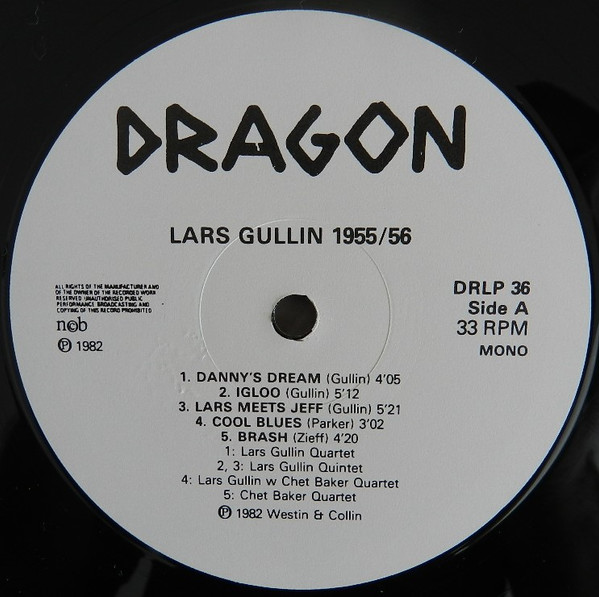 DRAGON
LARS GULLIN 1955/56
ALL RIGHTS OF THE MANUFACTURER AND
OF THE OWNER OF THE RECORDED WORK
RESERVED UNAUTHORISED PUBLIC
PERFORMANCE BROADCASTING AND
COPYING OF THIS RECORD PROHIBITED
n©b
℗ 1982
DRLP 36
Side A
33 RPM
MONO
1. DANNY'S DREAM (Gullin) 4'05
2. IGLOO (Gullin) 5'12
3. LARS MEETS JEFF (Gullin) 5'21
4. COOL BLUES (Parker) 3'02
5. BRASH (Zieff) 4'20
1: Lars Gullin Quartet
2, 3: Lars Gullin Quintet
4: Lars Gullin w Chet Baker Quartet
5: Chet Baker Quartet
℗ 1982 Westin & Collin